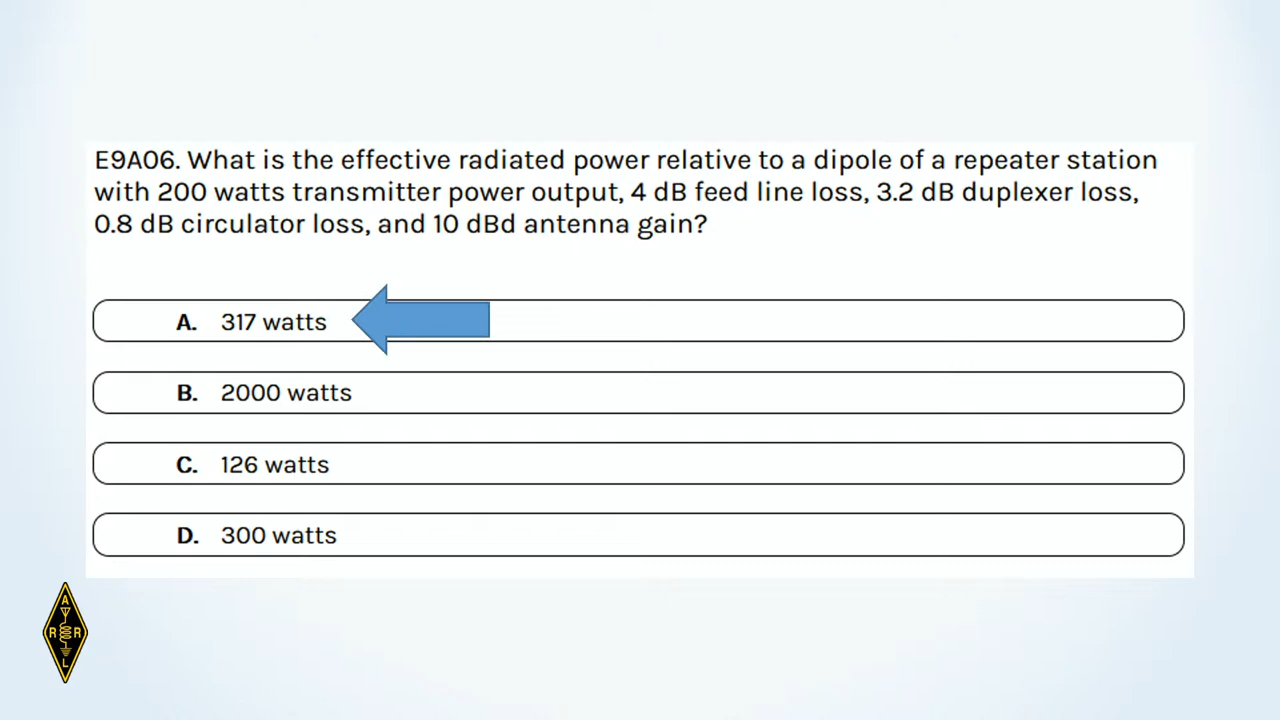 E9A06. What is the effective radiated power relative to a dipole of a repeater station
with 200 watts transmitter power output, 4 dB feed line loss, 3.2 dB duplexer loss,
0.8 dB circulator loss, and 10 dBd antenna gain?
A. 317 watts
B. 2000 watts
C. 126 watts
D. 300 watts
A
R R
L